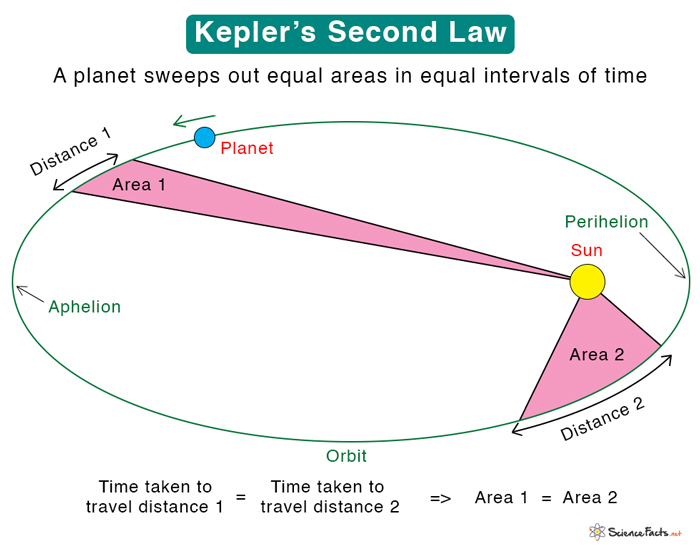 Kepler's Second Law
A planet sweeps out equal areas in equal intervals of time
Distance 1
Planet
Area 1
Perihelion
Sun
Aphelion
Area 2
Distance 2
Orbit
Time taken to travel distance 1 = Time taken to travel distance 2 => Area 1 = Area 2
ScienceFacts.net